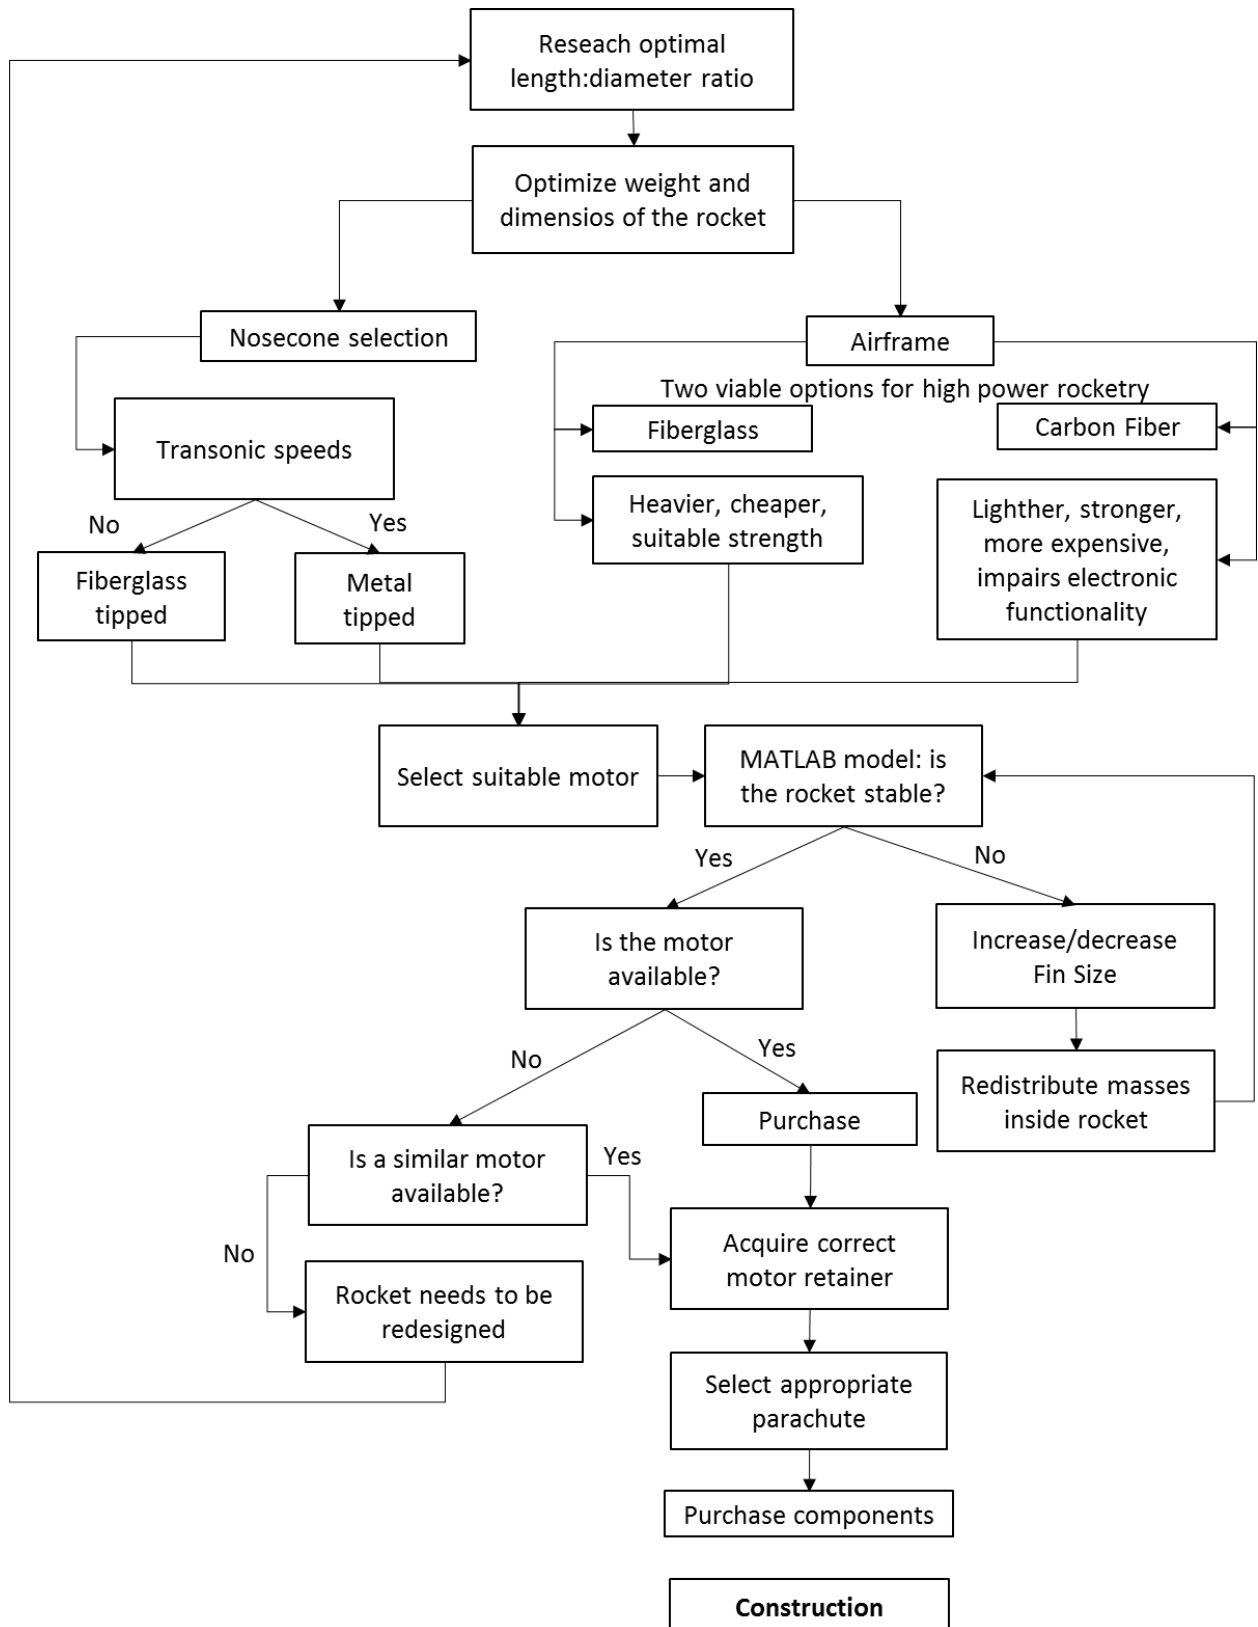 Reseach optimal
length:diameter ratio
Optimize weight and
dimensios of the rocket
Nosecone selection
Airframe
Two viable options for high power rocketry
Fiberglass
Carbon Fiber
Transonic speeds
Heavier, cheaper,
suitable strength
Lighther, stronger,
more expensive,
impairs electronic
functionality
No
Yes
Fiberglass
tipped
Metal
tipped
Select suitable motor
MATLAB model: is
the rocket stable?
Yes
No
Is the motor
available?
Increase/decrease
Fin Size
No
Yes
Redistribute masses
inside rocket
Purchase
Is a similar motor
available?
Yes
No
Acquire correct
motor retainer
Rocket needs to be
redesigned
Select appropriate
parachute
Purchase components
Construction